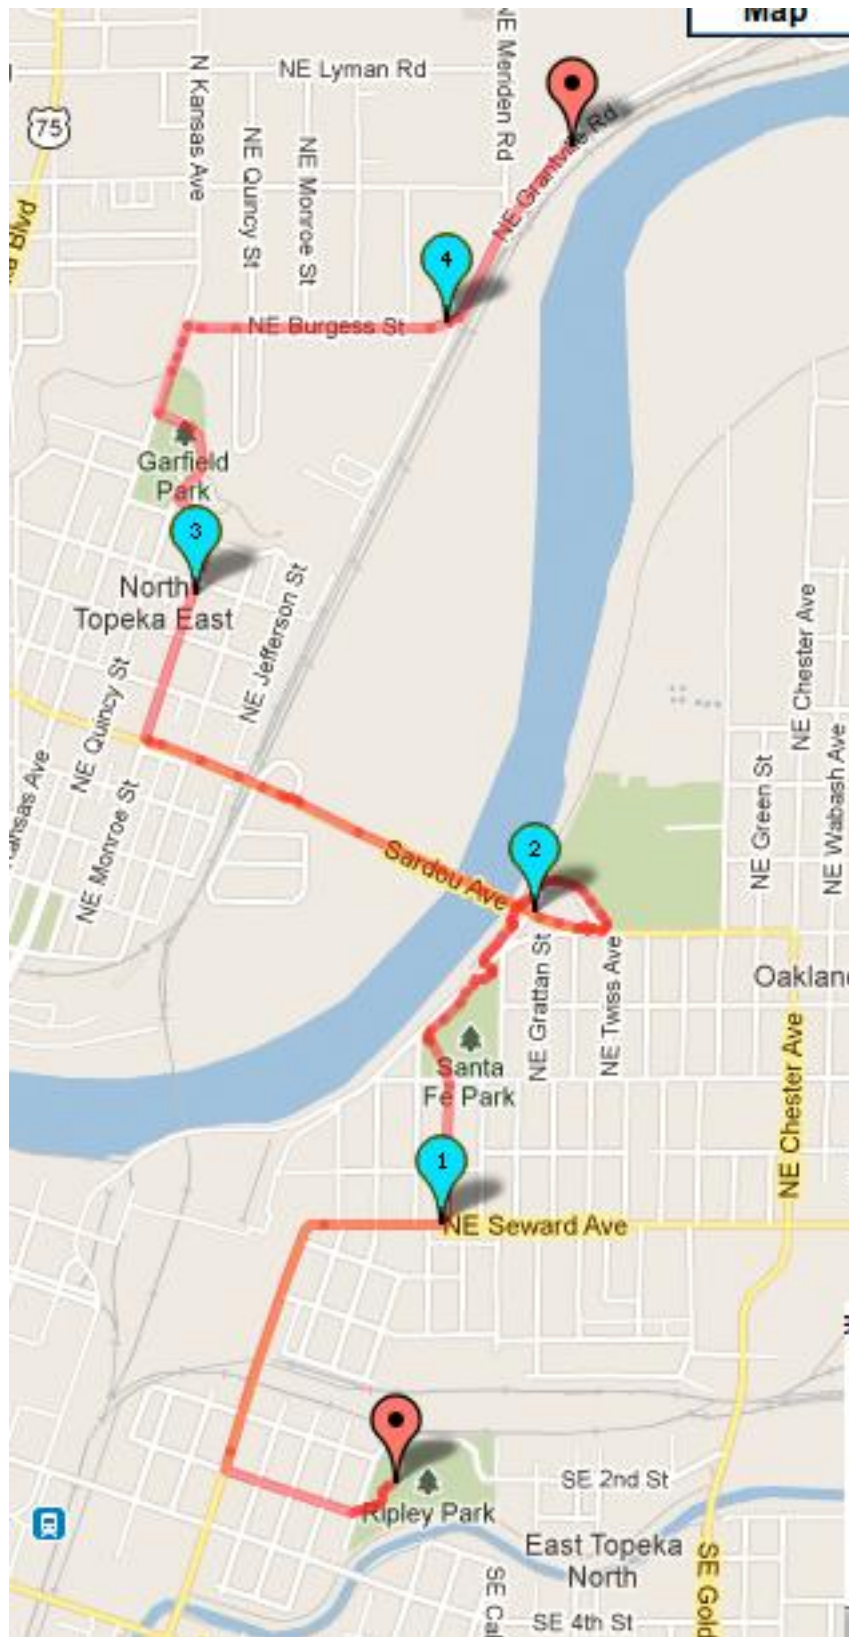 Map
NE Lyman Rd
N Kansas Ave
NE Meriden Rd
75
NE Quincy St
NE Monroe St
NE Grantville Rd
Blvd
4
NE Burgess St
Garfield
Park
3
North
Topeka East
NE Jefferson St
NE Quincy St
NE Chester Ave
NE Monroe St
NE Green St
NE Wabash Ave
2
Sardou Ave
NE Grattan St
NE Twiss Ave
Oaklan
Santa
Fe Park
NE Chester Ave
1
NE Seward Ave
SE 2nd St
Ripley Park
East Topeka
North
SE Gold
SE Cal
SE 4th St